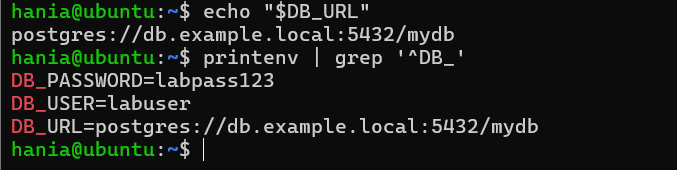 hania@ubuntu:~$ echo "$DB_URL"
postgres://db.example.local:5432/mydb
hania@ubuntu:~$ printenv | grep '^DB_'
DB_PASSWORD=labpass123
DB_USER=labuser
DB_URL=postgres://db.example.local:5432/mydb
hania@ubuntu:~$